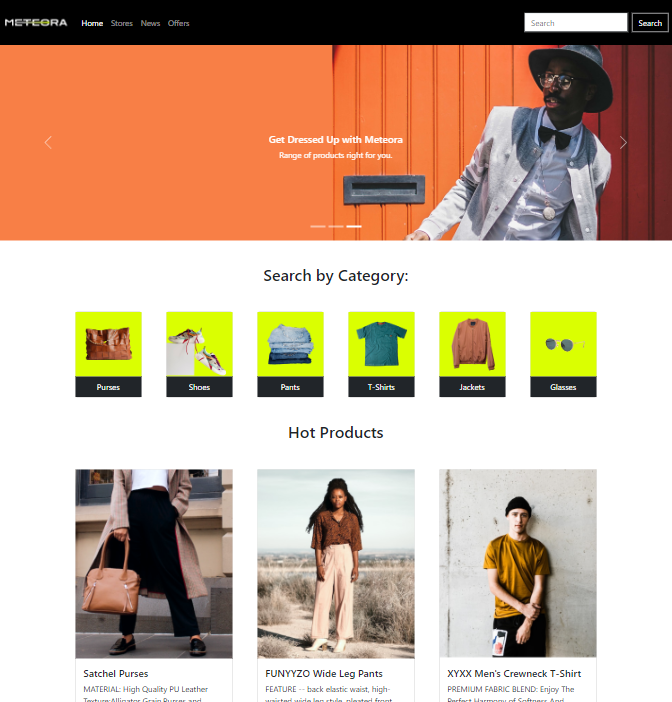 METEORA Home Stores News Offers Search Search
Get Dressed Up with Meteora
Range of products right for you.
Search by Category:
Purses Shoes Pants T-Shirts Jackets Glasses
Hot Products
Satchel Purses FUNYYZO Wide Leg Pants XYXX Men's Crewneck T-Shirt
MATERIAL: High Quality PU Leather FEATURE -- back elastic waist, high- PREMIUM FABRIC BLEND: Enjoy The
Texture:Alligator Grain Purses and waisted wide leg style, pleated front Perfect Harmony of Softness And